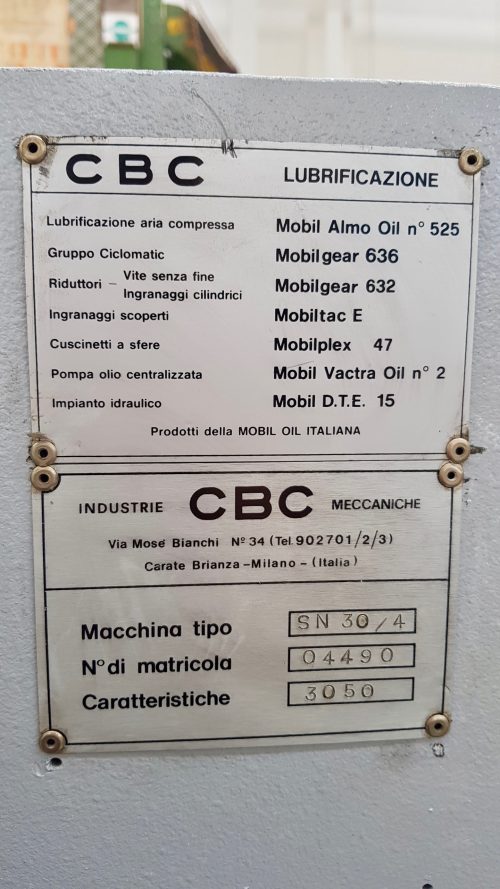 CBC LUBRIFICAZIONE
Lubrificazione aria compressa Mobil Almo Oil n° 525
Gruppo Ciclomatic Mobilgear 636
Riduttori – Vite senza fine
Ingranaggi cilindrici Mobilgear 632
Ingranaggi scoperti Mobiltac E
Cuscinetti a sfere Mobilplex 47
Pompa olio centralizzata Mobil Vactra Oil n° 2
Impianto idraulico Mobil D.T.E. 15
Prodotti della MOBIL OIL ITALIANA
INDUSTRIE CBC MECCANICHE
Via Mosé Bianchi N° 34 (Tel. 902701/2/3)
Carate Brianza – Milano – (Italia)
Macchina tipo SN 30/4
N° di matricola 04490
Caratteristiche 3050